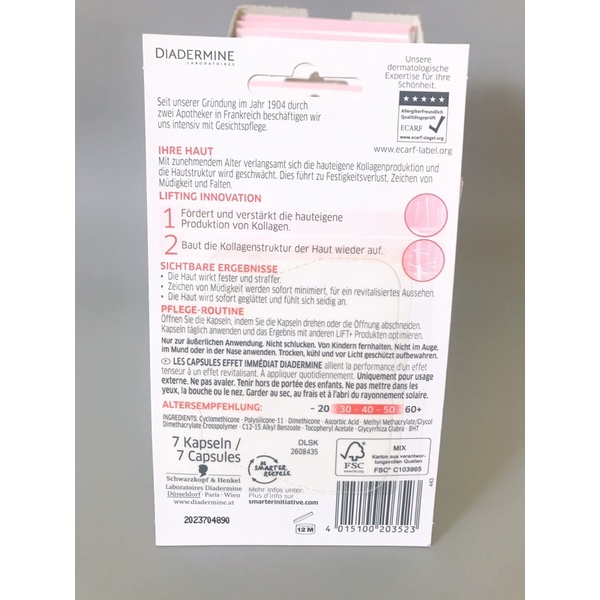 DIADERMINE
LABORATOIRES
Unsere
dermatologische
Expertise für Ihre
Schönheit.
Seit unserer Gründung im Jahr 1904 durch
zwei Apotheker in Frankreich beschäftigen wir
uns intensiv mit Gesichtspflege.
Allergikerfreundlich
Qualitätsgeprüft
ECARF
www.ecarf-siegel.org
www.ecarf-label.org
IHRE HAUT
Mit zunehmendem Alter verlangsamt sich die hauteigene Kollagenproduktion und
die Hautstruktur wird geschwächt. Dies führt zu Festigkeitsverlust, Zeichen von
Müdigkeit und Falten.
LIFTING INNOVATION
1 Fördert und verstärkt die hauteigene
Produktion von Kollagen.
2 Baut die Kollagenstruktur der Haut wieder auf.
SICHTBARE ERGEBNISSE
• Die Haut wirkt fester und straffer.
• Zeichen von Müdigkeit werden sofort minimiert, für ein revitalisiertes Aussehen.
• Die Haut wird sofort geglättet und fühlt sich seidig an.
PFLEGE-ROUTINE
Öffnen Sie die Kapseln, indem Sie die Kapseln drehen oder die Öffnung abschneiden.
Kapseln täglich anwenden und das Ergebnis mit anderen LIFT+ Produkten optimieren.
Nur zur äußerlichen Anwendung. Nicht schlucken. Von Kindern fernhalten. Nicht im Auge,
im Mund oder in der Nase anwenden. Trocken, kühl und vor Licht geschützt aufbewahren.
LES CAPSULES EFFET IMMÉDIAT DIADERMINE allient la performance d'un effet
tenseur à un effet revitalisant. À appliquer quotidiennement. Uniquement pour usage
externe. Ne pas avaler. Tenir hors de portée des enfants. Ne pas mettre dans les
yeux, la bouche ou le nez. Garder au sec, au frais et à l'abri du rayonnement solaire.
ALTERSEMPFEHLUNG: - 20 30 - 40 - 50 60+
INGREDIENTS: Cyclomethicone · Polysilicone-11 · Dimethicone · Ascorbic Acid · Methyl Methacrylate/Glycol
Dimethacrylate Crosspolymer · C12-15 Alkyl Benzoate · Tocopheryl Acetate · Glycyrrhiza Glabra · BHT
7 Kapseln /
7 Capsules
DLSK
2608435
BE SMARTER. RECYCLE.
FSC
www.fsc.org
MIX
Karton aus verantwor-
tungsvollen Quellen
FSC® C103965
Schwarzkopf & Henkel
Laboratoires Diadermine
Düsseldorf · Paris · Wien
www.diadermine.at
Mehr Infos unter:
Plus d'info sur :
smarterinitiative.com
443
2023704890
12 M
4 015100 203523